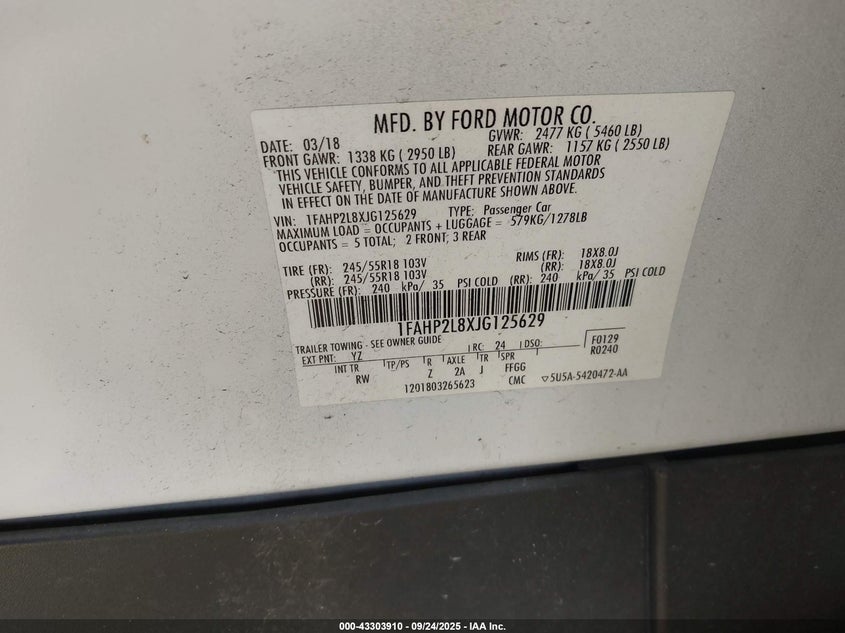 MFD. BY FORD MOTOR CO.
DATE: 03/18 GVWR: 2477 KG ( 5460 LB)
FRONT GAWR: 1338 KG ( 2950 LB) REAR GAWR: 1157 KG ( 2550 LB)
THIS VEHICLE CONFORMS TO ALL APPLICABLE FEDERAL MOTOR
VEHICLE SAFETY, BUMPER, AND THEFT PREVENTION STANDARDS
IN EFFECT ON THE DATE OF MANUFACTURE SHOWN ABOVE.
VIN: 1FAHP2L8XJG125629 TYPE: Passenger Car
MAXIMUM LOAD = OCCUPANTS + LUGGAGE = 579KG/1278LB
OCCUPANTS = 5 TOTAL; 2 FRONT; 3 REAR
TIRE (FR): 245/55R18 103V RIMS (FR): 18X8.0J
(RR): 245/55R18 103V (RR): 18X8.0J
PRESSURE (FR): 240 kPa/ 35 PSI COLD (RR): 240 kPa/ 35 PSI COLD
1FAHP2L8XJG125629
TRAILER TOWING - SEE OWNER GUIDE
EXT PNT: YZ RC: 24 DSO: F0129
INT TR TP/PS R AXLE TR SPR R0240
RW Z 2A J FFGG
1201803265623 CMC ▽5U5A-5420472-AA
000-43303910 - 09/24/2025 - IAA Inc.